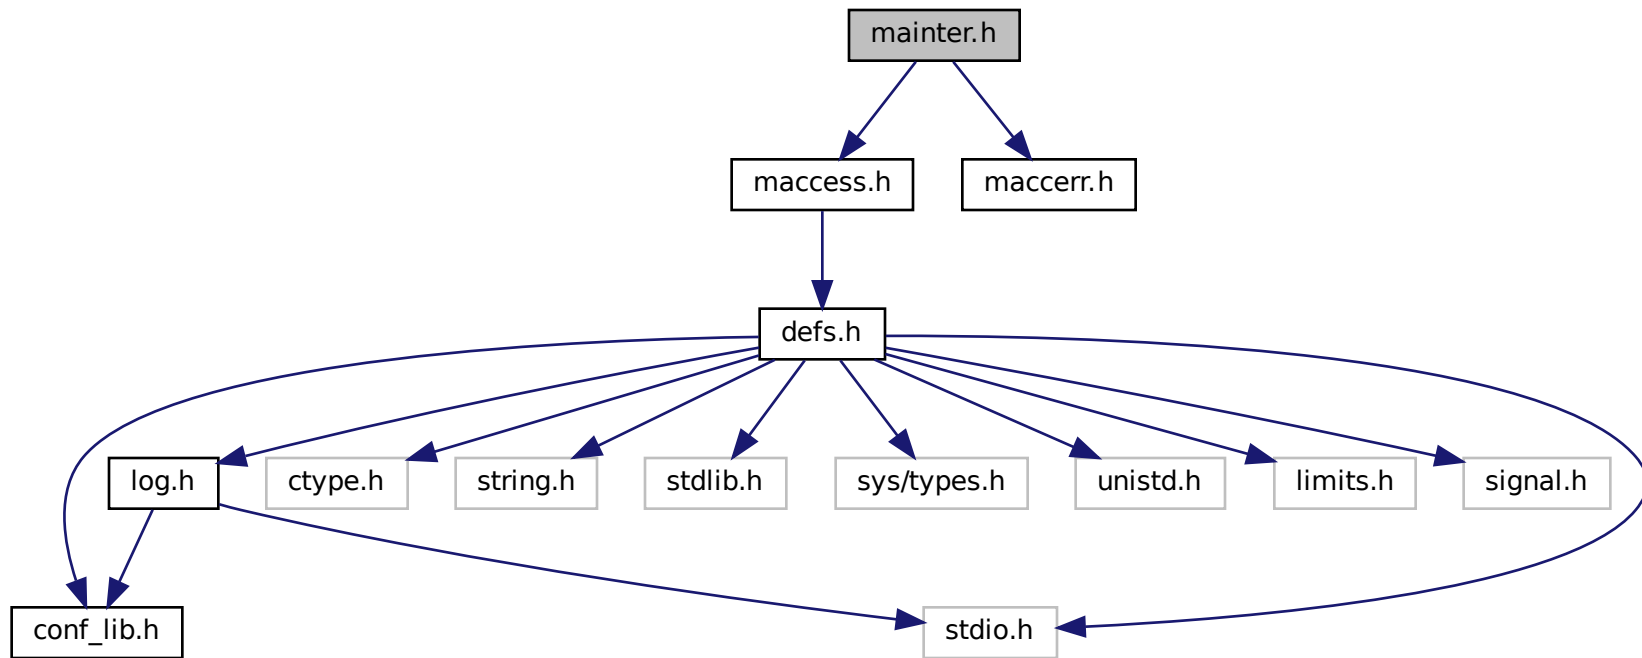 mainter.h
maccess.h
maccerr.h
defs.h
log.h
ctype.h
string.h
stdlib.h
sys/types.h
unistd.h
limits.h
signal.h
conf_lib.h
stdio.h